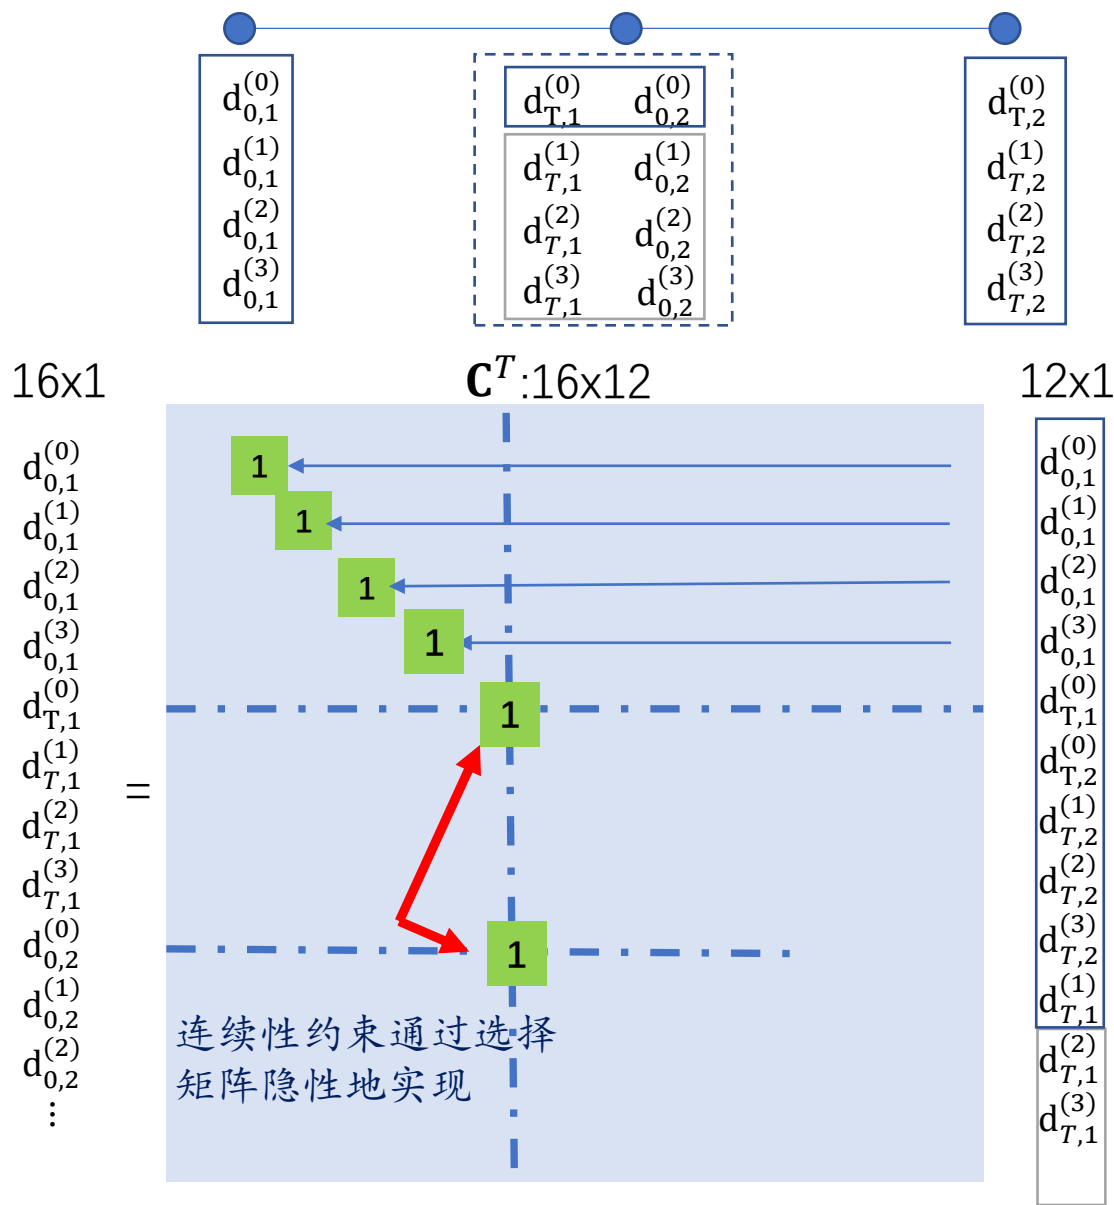 d_{0,1}^{(0)} d_{T,1}^{(0)} d_{0,2}^{(0)} d_{T,2}^{(0)}
d_{0,1}^{(1)} d_{T,1}^{(1)} d_{0,2}^{(1)} d_{T,2}^{(1)}
d_{0,1}^{(2)} d_{T,1}^{(2)} d_{0,2}^{(2)} d_{T,2}^{(2)}
d_{0,1}^{(3)} d_{T,1}^{(3)} d_{0,2}^{(3)} d_{T,2}^{(3)}
16x1 C^T:16x12 12x1
d_{0,1}^{(0)} 1 d_{0,1}^{(0)}
d_{0,1}^{(1)} 1 d_{0,1}^{(1)}
d_{0,1}^{(2)} 1 d_{0,1}^{(2)}
d_{0,1}^{(3)} 1 d_{0,1}^{(3)}
d_{T,1}^{(0)} 1 d_{T,1}^{(0)}
d_{T,1}^{(1)} = d_{T,2}^{(0)}
d_{T,1}^{(2)} d_{T,2}^{(1)}
d_{T,1}^{(3)} d_{T,2}^{(2)}
d_{0,2}^{(0)} 1 d_{T,2}^{(3)}
d_{0,2}^{(1)} 连续性约束通过选择 d_{T,1}^{(1)}
d_{0,2}^{(2)} 矩阵隐性地实现 d_{T,1}^{(2)}
⋮ d_{T,1}^{(3)}